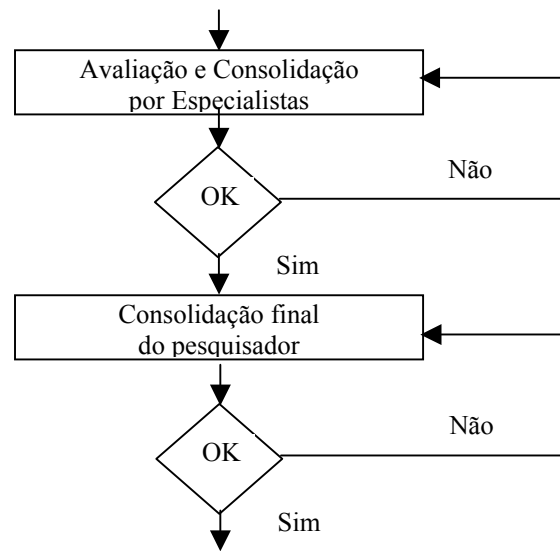 Avaliação e Consolidação
por Especialistas
OK
Não
Sim
Consolidação final
do pesquisador
OK
Não
Sim